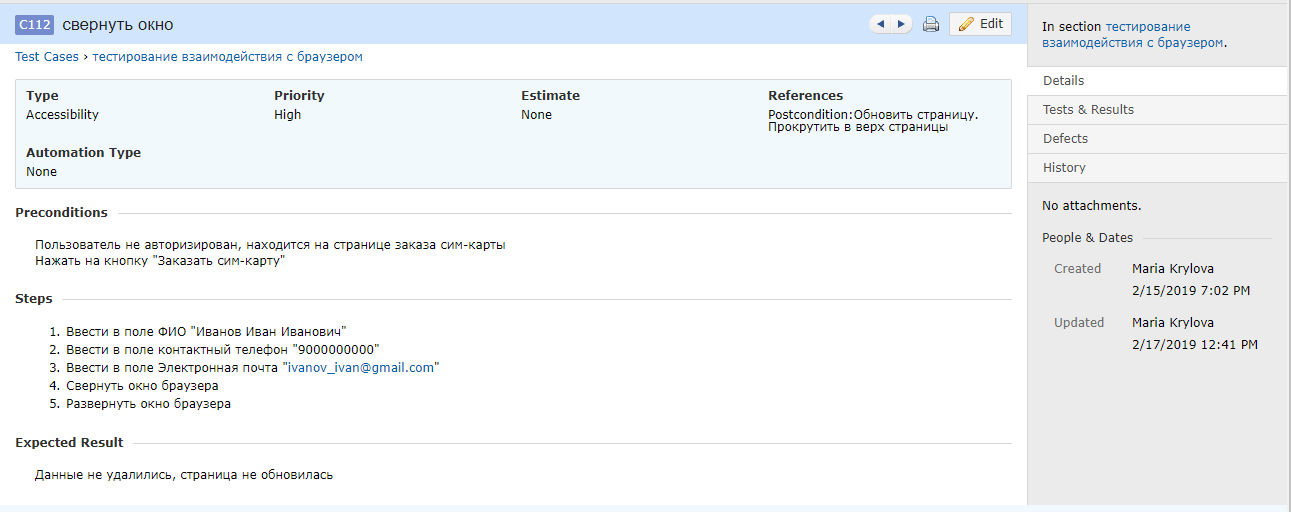 C112 свернуть окно
Edit
Test Cases › тестирование взаимодействия с браузером
Type
Accessibility
Priority
High
Estimate
None
References
Postcondition:Обновить страницу.
Прокрутить в верх страницы
Automation Type
None
Preconditions
Пользователь не авторизирован, находится на странице заказа сим-карты
Нажать на кнопку "Заказать сим-карту"
Steps
1. Ввести в поле ФИО "Иванов Иван Иванович"
2. Ввести в поле контактный телефон "9000000000"
3. Ввести в поле Электронная почта "ivanov_ivan@gmail.com"
4. Свернуть окно браузера
5. Развернуть окно браузера
Expected Result
Данные не удалились, страница не обновилась
In section тестирование
взаимодействия с браузером.
Details
Tests & Results
Defects
History
No attachments.
People & Dates
Created Maria Krylova
2/15/2019 7:02 PM
Updated Maria Krylova
2/17/2019 12:41 PM